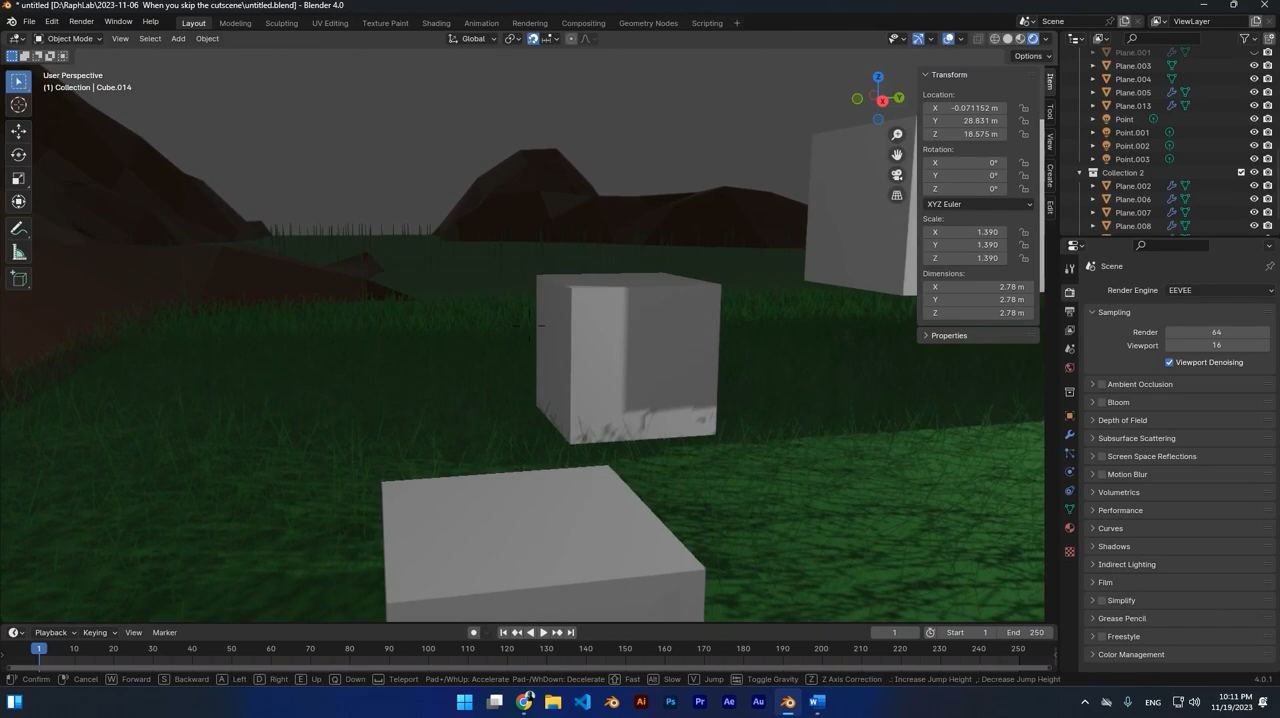 * untitled [D:\RaphLab\2023-11-06 When you skip the cutscene\untitled.blend] - Blender 4.0
File Edit Render Window Help
Layout Modeling Sculpting UV Editing Texture Paint Shading Animation Rendering Compositing Geometry Nodes Scripting +
Scene ViewLayer
Object Mode View Select Add Object Global
Options
User Perspective
(1) Collection | Cube.014
Z
Y
X
Transform
Location:
X -0.071152 m
Y 28.831 m
Z 18.575 m
Rotation:
X 0°
Y 0°
Z 0°
XYZ Euler
Scale:
X 1.390
Y 1.390
Z 1.390
Dimensions:
X 2.78 m
Y 2.78 m
Z 2.78 m
Properties
Item
Tool
View
Create
Edit
Plane.001
Plane.003
Plane.004
Plane.005
Plane.013
Point
Point.001
Point.002
Point.003
Collection 2
Plane.002
Plane.006
Plane.007
Plane.008
Scene
Render Engine EEVEE
Sampling
Render 64
Viewport 16
Viewport Denoising
Ambient Occlusion
Bloom
Depth of Field
Subsurface Scattering
Screen Space Reflections
Motion Blur
Volumetrics
Performance
Curves
Shadows
Indirect Lighting
Film
Simplify
Grease Pencil
Freestyle
Color Management
Playback Keying View Marker
1 Start 1 End 250
1 10 20 30 40 50 60 70 80 90 100 110 120 130 140 150 160 170 180 190 200 210 220 230 240 250
Confirm Cancel W Forward S Backward A Left D Right E Up Q Down Teleport Pad+/WhUp: Accelerate Pad-/WhDown: Decelerate Fast Alt Slow V Jump Toggle Gravity Z Z Axis Correction .: Increase Jump Height ,: Decrease Jump Height
4.0.1
Ai Ps Pr Ae Au W
ENG
10:11 PM
11/19/2023